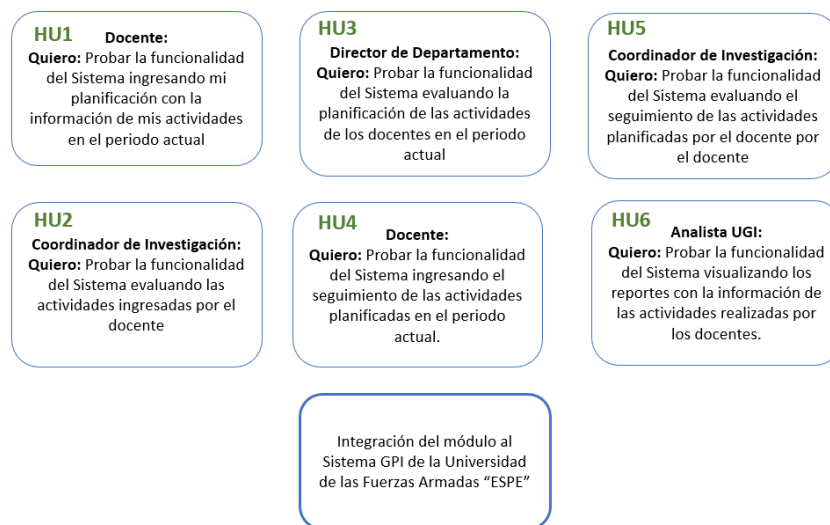 HU1
Docente:
Quiero: Probar la funcionalidad
del Sistema ingresando mi
planificación con la
información de mis actividades
en el periodo actual
HU2
Coordinador de Investigación:
Quiero: Probar la funcionalidad
del Sistema evaluando las
actividades ingresadas por el
docente
HU3
Director de Departamento:
Quiero: Probar la funcionalidad
del Sistema evaluando la
planificación de las actividades
de los docentes en el periodo
actual
HU4
Docente:
Quiero: Probar la funcionalidad
del Sistema ingresando el
seguimiento de las actividades
planificadas en el periodo
actual.
HU5
Coordinador de Investigación:
Quiero: Probar la funcionalidad
del Sistema evaluando el
seguimiento de las actividades
planificadas por el docente por
el docente
HU6
Analista UGI:
Quiero: Probar la funcionalidad
del Sistema visualizando los
reportes con la información de
las actividades realizadas por
los docentes.
Integración del módulo al
Sistema GPI de la Universidad
de las Fuerzas Armadas “ESPE”